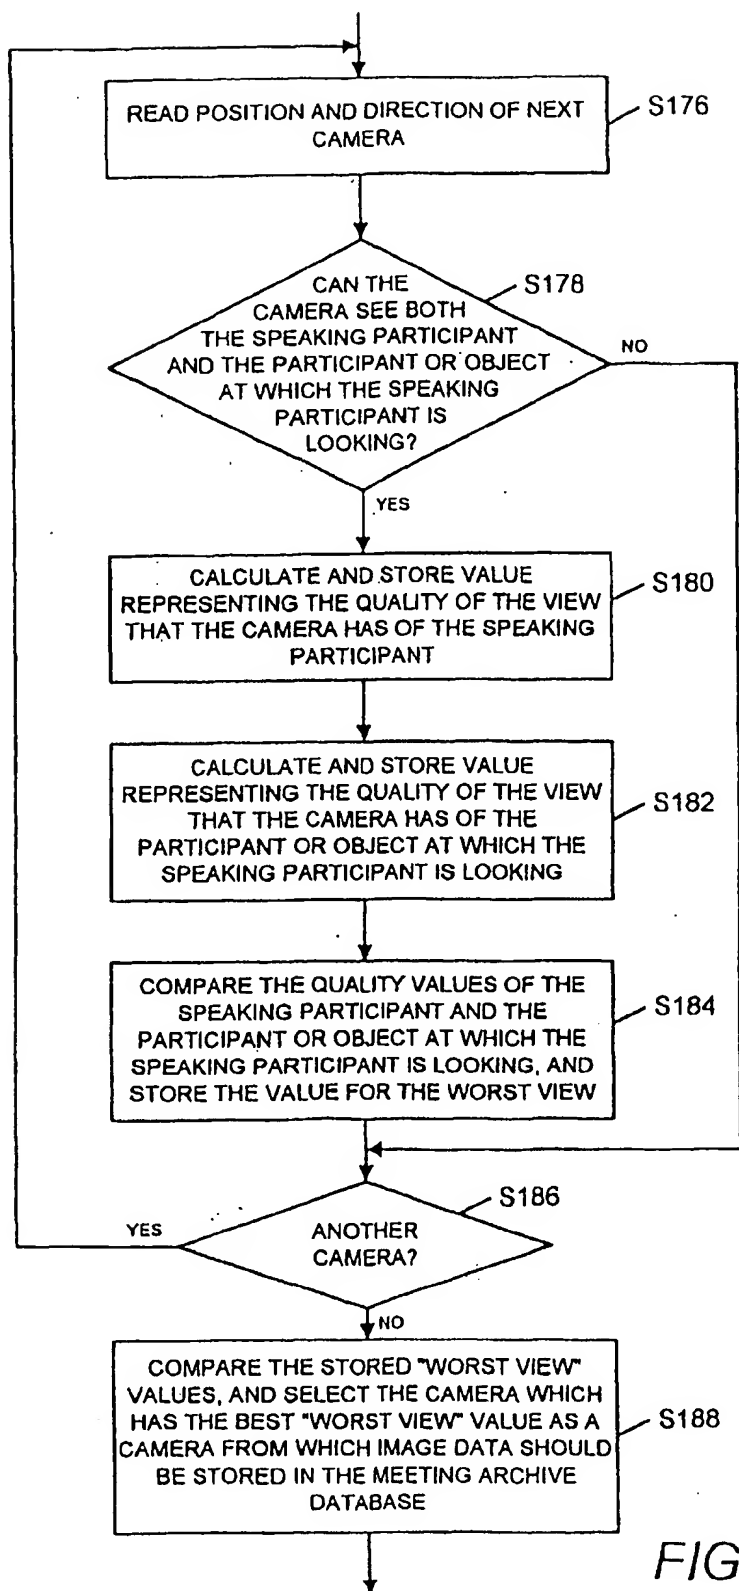 READ POSITION AND DIRECTION OF NEXT
CAMERA
S176
CAN THE
CAMERA SEE BOTH
THE SPEAKING PARTICIPANT
AND THE PARTICIPANT OR OBJECT
AT WHICH THE SPEAKING
PARTICIPANT IS
LOOKING?
S178
NO
YES
CALCULATE AND STORE VALUE
REPRESENTING THE QUALITY OF THE VIEW
THAT THE CAMERA HAS OF THE SPEAKING
PARTICIPANT
S180
CALCULATE AND STORE VALUE
REPRESENTING THE QUALITY OF THE VIEW
THAT THE CAMERA HAS OF THE
PARTICIPANT OR OBJECT AT WHICH THE
SPEAKING PARTICIPANT IS LOOKING
S182
COMPARE THE QUALITY VALUES OF THE
SPEAKING PARTICIPANT AND THE
PARTICIPANT OR OBJECT AT WHICH THE
SPEAKING PARTICIPANT IS LOOKING, AND
STORE THE VALUE FOR THE WORST VIEW
S184
S186
YES
ANOTHER
CAMERA?
NO
COMPARE THE STORED "WORST VIEW"
VALUES, AND SELECT THE CAMERA WHICH
HAS THE BEST "WORST VIEW" VALUE AS A
CAMERA FROM WHICH IMAGE DATA SHOULD
BE STORED IN THE MEETING ARCHIVE
DATABASE
S188
FIG